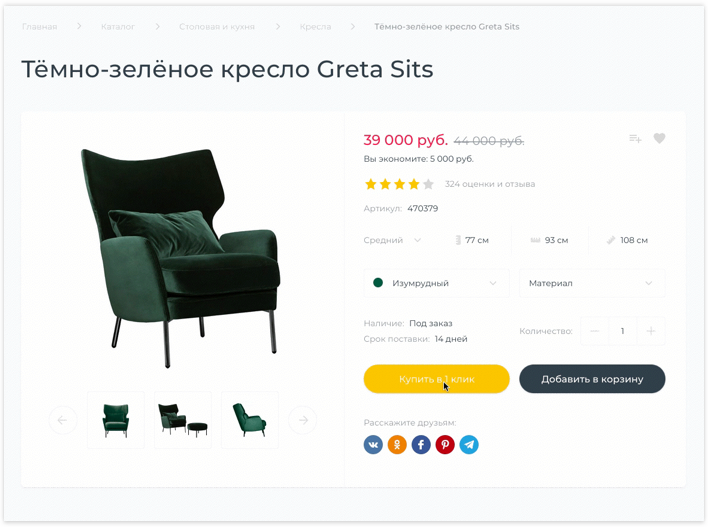 Главная Каталог Столовая и кухня Кресла Тёмно-зелёное кресло Greta Sits
Тёмно-зелёное кресло Greta Sits
39 000 руб. 44 000 руб.
Вы экономите: 5 000 руб.
324 оценки и отзыва
Артикул: 470379
Средний 77 см 93 см 108 см
Изумрудный Материал
Наличие: Под заказ
Срок поставки: 14 дней
Количество: 1
Купить в 1 клик Добавить в корзину
Расскажите друзьям: